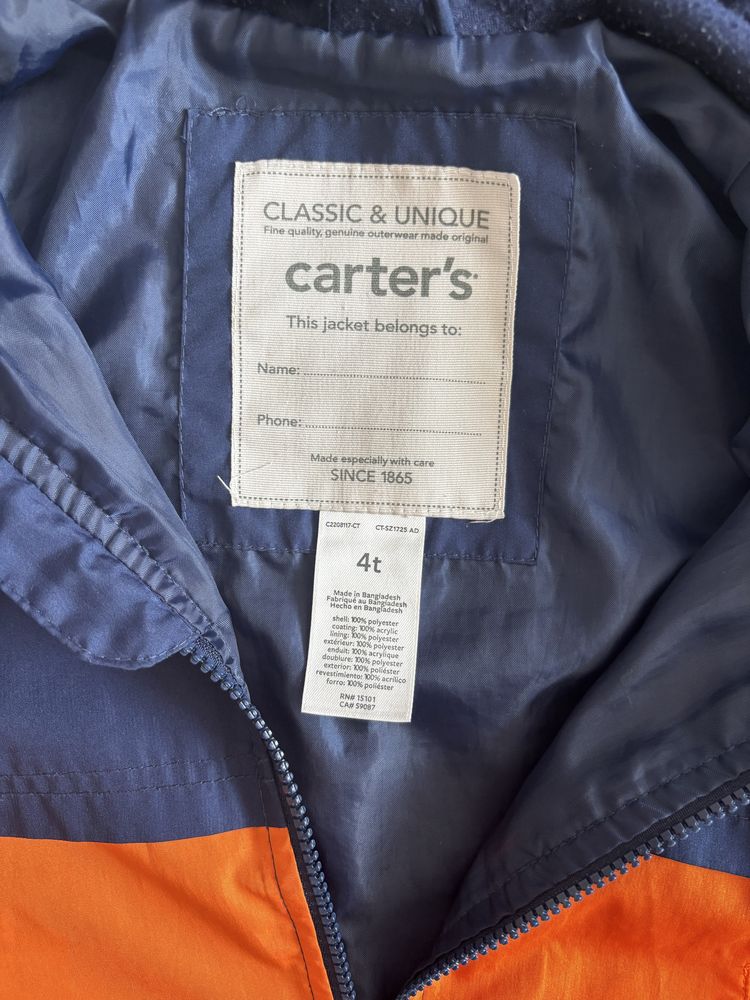 CLASSIC & UNIQUE
Fine quality, genuine outerwear made original
carter's
This jacket belongs to:
Name:
Phone:
Made especially with care
SINCE 1865
C2208117-CT CT-SZ1725 AD
4t
Made in Bangladesh
Fabriqué au Bangladesh
Hecho en Bangladesh
shell: 100% polyester
coating: 100% acrylic
lining: 100% polyester
extérieur: 100% polyester
enduit: 100% acrylique
doublure: 100% polyester
exterior: 100% poliéster
revestimiento: 100% acrílico
forro: 100% poliéster
RN# 15101
CA# 59087